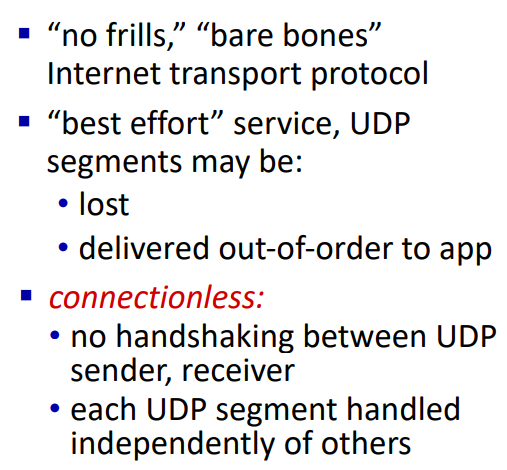 ▪ “no frills,” “bare bones”
Internet transport protocol
▪ “best effort” service, UDP
segments may be:
• lost
• delivered out-of-order to app
▪ connectionless:
• no handshaking between UDP
sender, receiver
• each UDP segment handled
independently of others